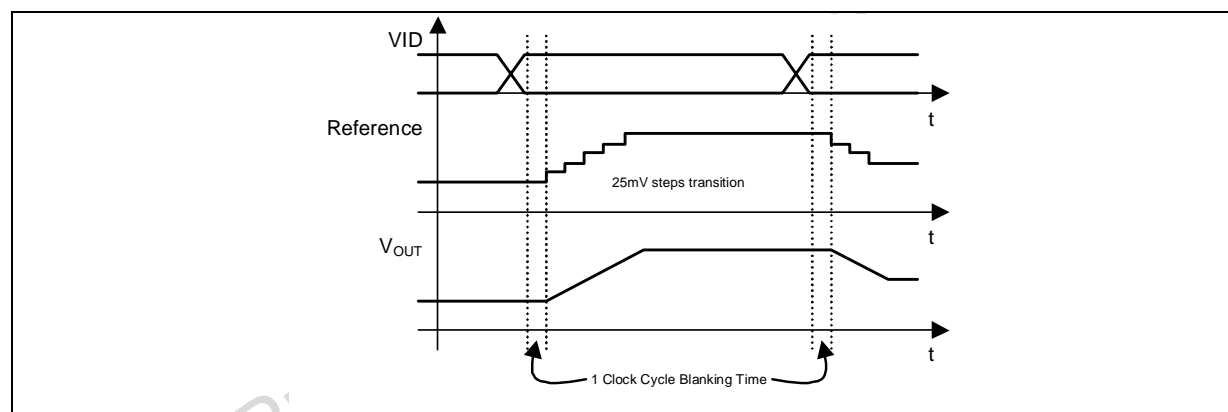 VID
t
Reference
25mV steps transition
t
VOUT
t
1 Clock Cycle Blanking Time